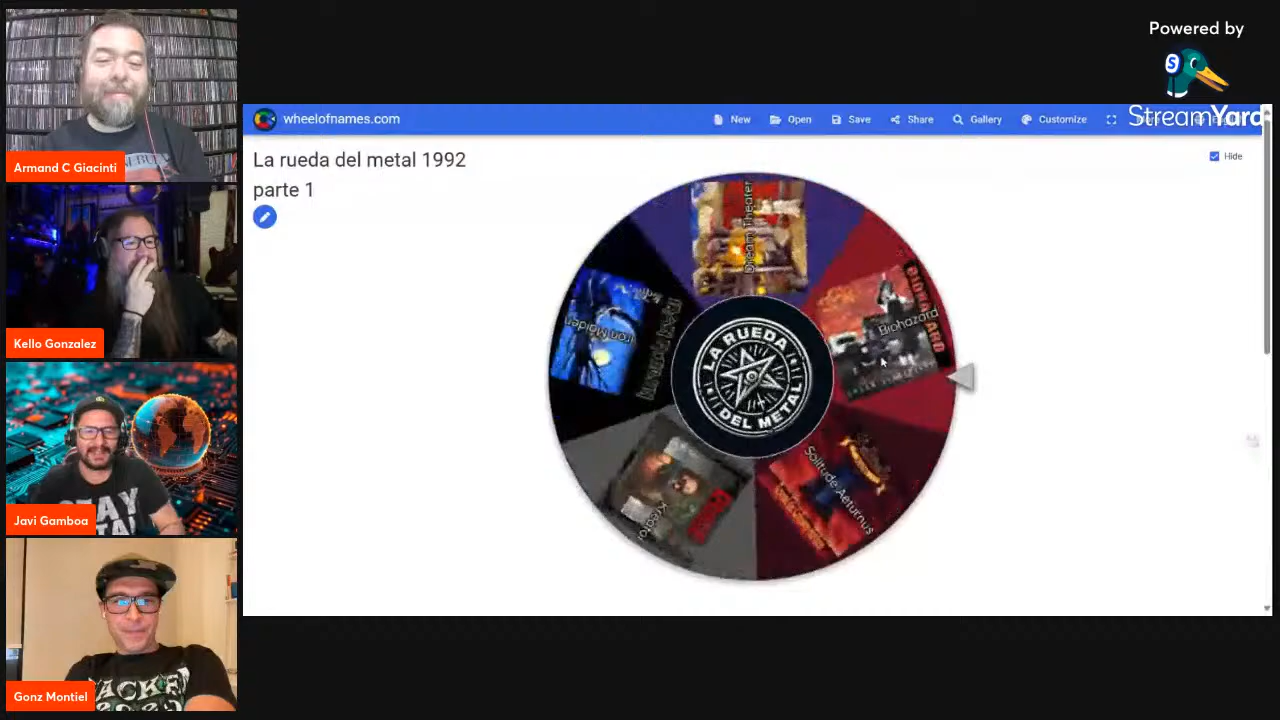 Powered by
StreamYard
Armand C Giacinti
Kello Gonzalez
Javi Gamboa
Gonz Montiel
wheelofnames.com
New
Open
Save
Share
Gallery
Customize
La rueda del metal 1992
parte 1
Hide
Dream Theater
BIOHAZARD
Biohazard
Iron Maiden
Solitude Aeturnus
Kreator
LA RUEDA
DEL METAL